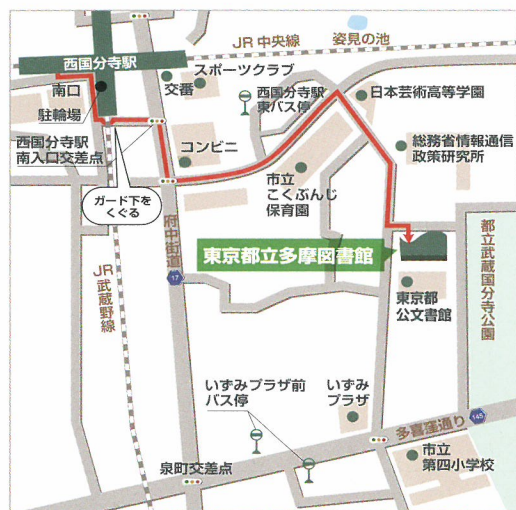 JR 中央線
姿見の池
西国分寺駅
スポーツクラブ
交番
南口
駐輪場
西国分寺駅
東バス停
日本芸術高等学園
西国分寺駅
南入口交差点
コンビニ
総務省情報通信
政策研究所
市立
こくぶんじ
保育園
ガード下を
くぐる
府中街道
17
東京都立多摩図書館
JR武蔵野線
東京都
公文書館
都立武蔵国分寺公園
いずみプラザ前
バス停
いずみ
プラザ
多喜窪通り
145
泉町交差点
市立
第四小学校